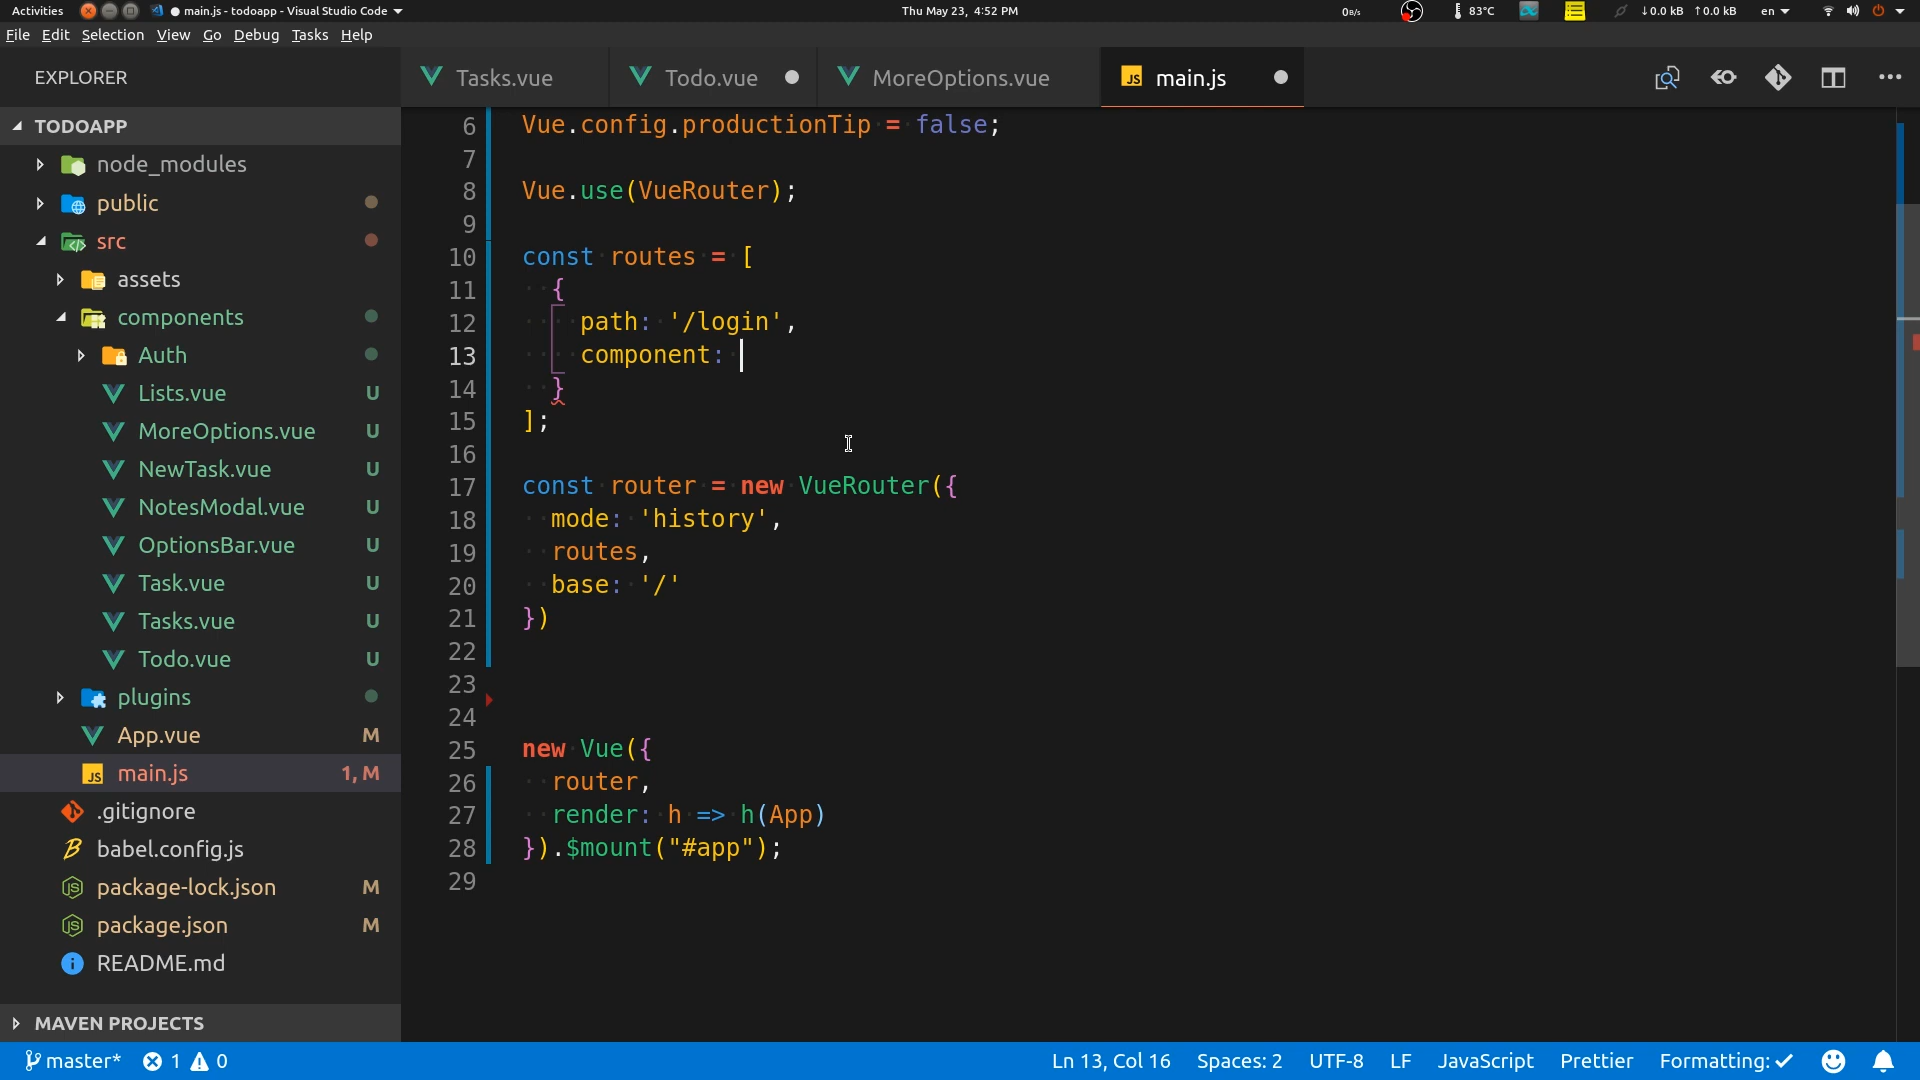 Activities
main.js - todoapp - Visual Studio Code
Thu May 23, 4:52 PM
0B/s
83°C
↓0.0 kB ↑0.0 kB
en
File Edit Selection View Go Debug Tasks Help
EXPLORER
Tasks.vue
Todo.vue
MoreOptions.vue
JS main.js
TODOAPP
node_modules
public
src
assets
components
Auth
Lists.vue U
MoreOptions.vue U
NewTask.vue U
NotesModal.vue U
OptionsBar.vue U
Task.vue U
Tasks.vue U
Todo.vue U
plugins
App.vue M
JS main.js 1, M
.gitignore
babel.config.js
package-lock.json M
package.json M
README.md
MAVEN PROJECTS
6 Vue.config.productionTip = false;
7
8 Vue.use(VueRouter);
9
10 const routes = [
11 {
12 path: '/login',
13 component:
14 }
15 ];
16
17 const router = new VueRouter({
18 mode: 'history',
19 routes,
20 base: '/'
21 })
22
23
24
25 new Vue({
26 router,
27 render: h => h(App)
28 }).$mount("#app");
29
master* 1 0
Ln 13, Col 16 Spaces: 2 UTF-8 LF JavaScript Prettier Formatting: ✓